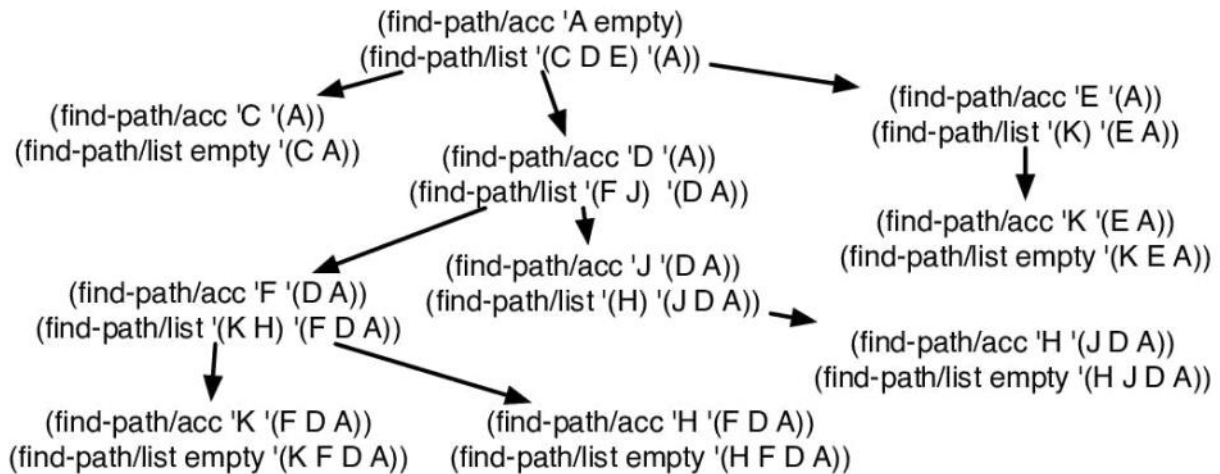 (find-path/acc 'A empty)
(find-path/list '(C D E) '(A))
(find-path/acc 'C '(A))
(find-path/list empty '(C A))
(find-path/acc 'D '(A))
(find-path/list '(F J) '(D A))
(find-path/acc 'E '(A))
(find-path/list '(K) '(E A))
(find-path/acc 'K '(E A))
(find-path/list empty '(K E A))
(find-path/acc 'F '(D A))
(find-path/list '(K H) '(F D A))
(find-path/acc 'J '(D A))
(find-path/list '(H) '(J D A))
(find-path/acc 'H '(J D A))
(find-path/list empty '(H J D A))
(find-path/acc 'K '(F D A))
(find-path/list empty '(K F D A))
(find-path/acc 'H '(F D A))
(find-path/list empty '(H F D A))